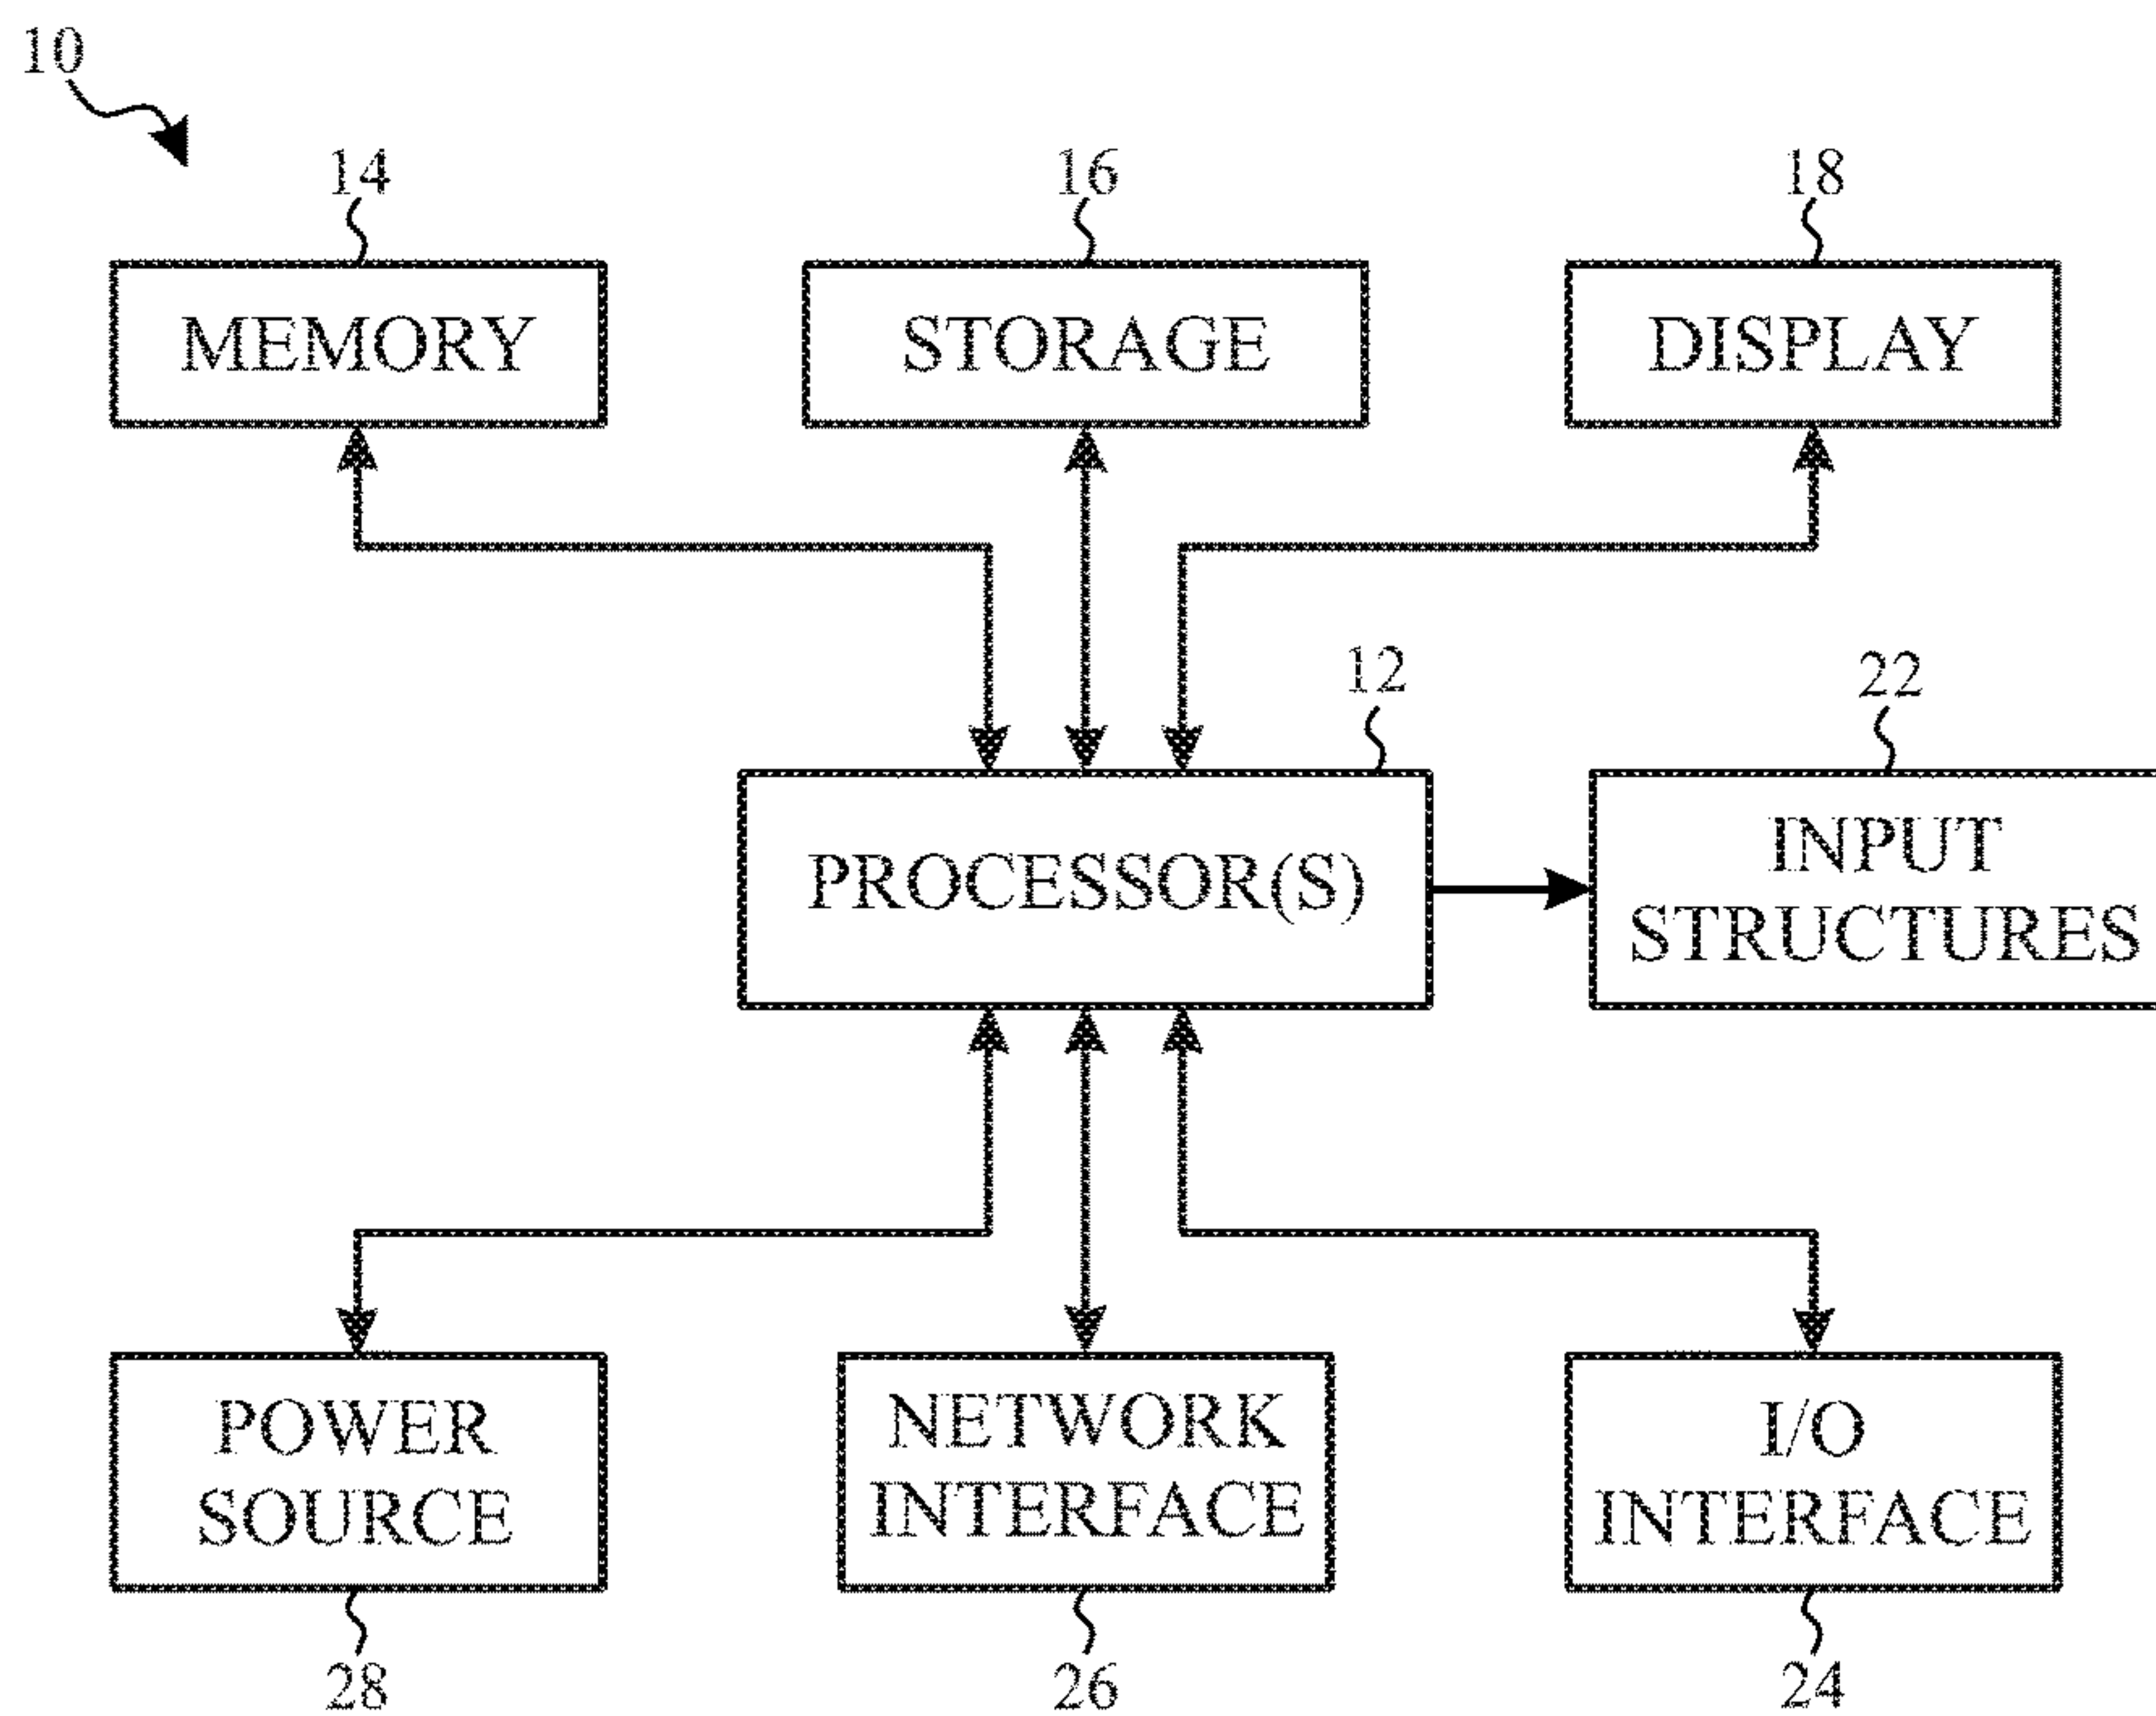 10
14
16
18
MEMORY
STORAGE
DISPLAY
12
22
PROCESSOR(S)
INPUT
STRUCTURES
POWER
SOURCE
NETWORK
INTERFACE
I/O
INTERFACE
28
26
24